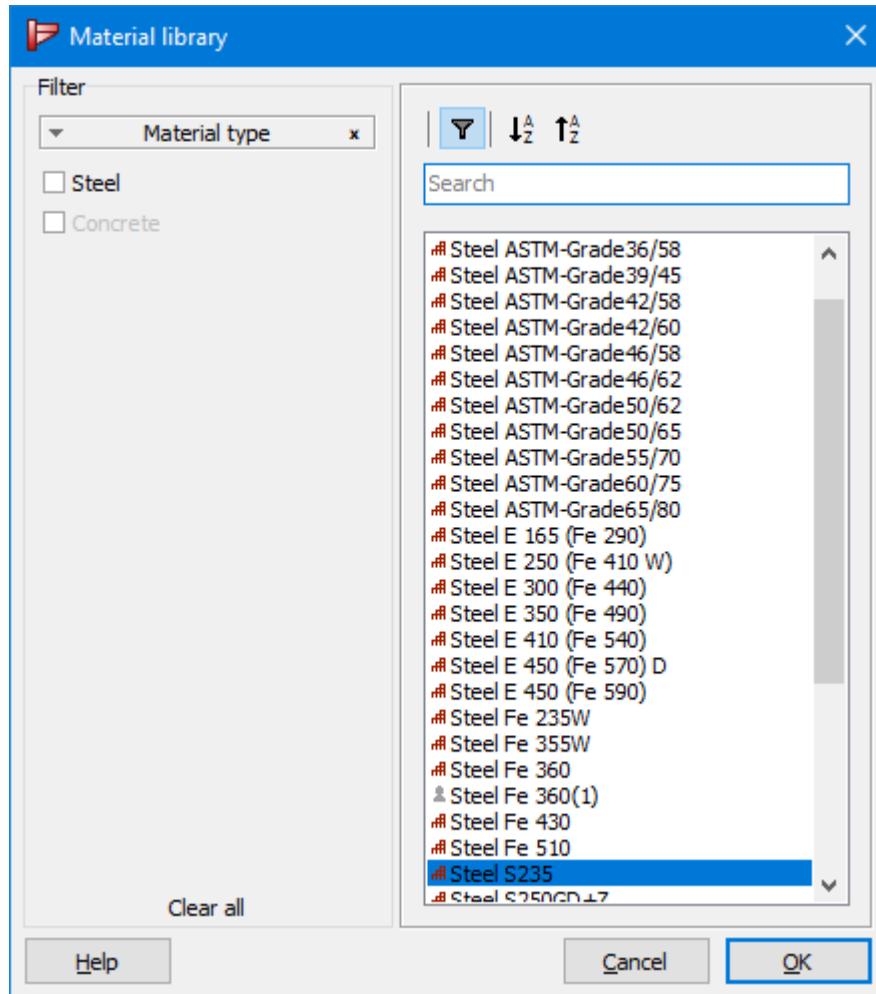 Material library
Filter
Material type x
Steel
Concrete
Clear all
A
Z
A
Z
Search
Steel ASTM-Grade36/58
Steel ASTM-Grade39/45
Steel ASTM-Grade42/58
Steel ASTM-Grade42/60
Steel ASTM-Grade46/58
Steel ASTM-Grade46/62
Steel ASTM-Grade50/62
Steel ASTM-Grade50/65
Steel ASTM-Grade55/70
Steel ASTM-Grade60/75
Steel ASTM-Grade65/80
Steel E 165 (Fe 290)
Steel E 250 (Fe 410 W)
Steel E 300 (Fe 440)
Steel E 350 (Fe 490)
Steel E 410 (Fe 540)
Steel E 450 (Fe 570) D
Steel E 450 (Fe 590)
Steel Fe 235W
Steel Fe 355W
Steel Fe 360
Steel Fe 360(1)
Steel Fe 430
Steel Fe 510
Steel S235
Steel S250GD+Z
Help
Cancel
OK